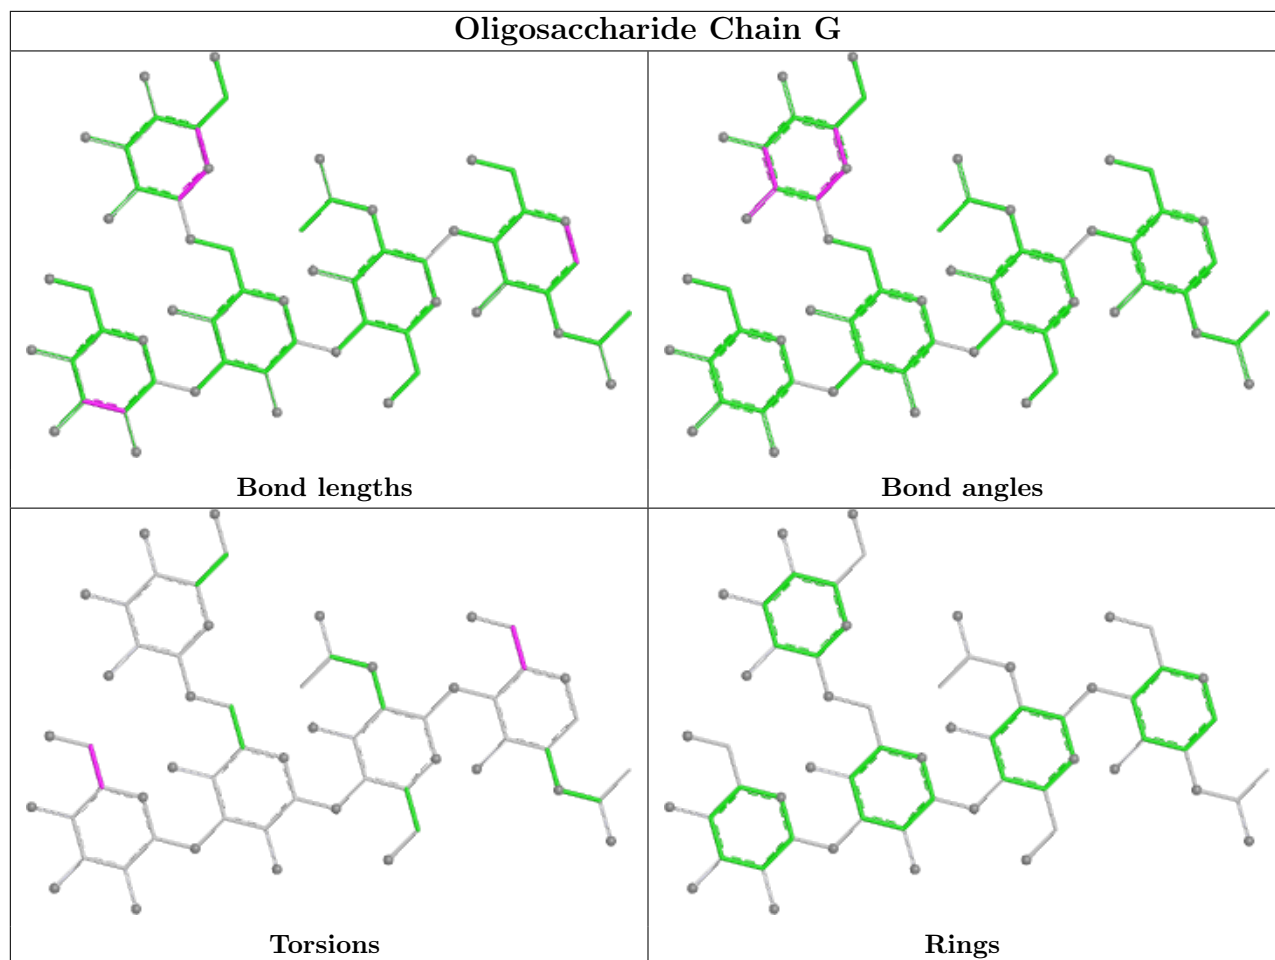 Oligosaccharide Chain G
Bond lengths
Bond angles
Torsions
Rings